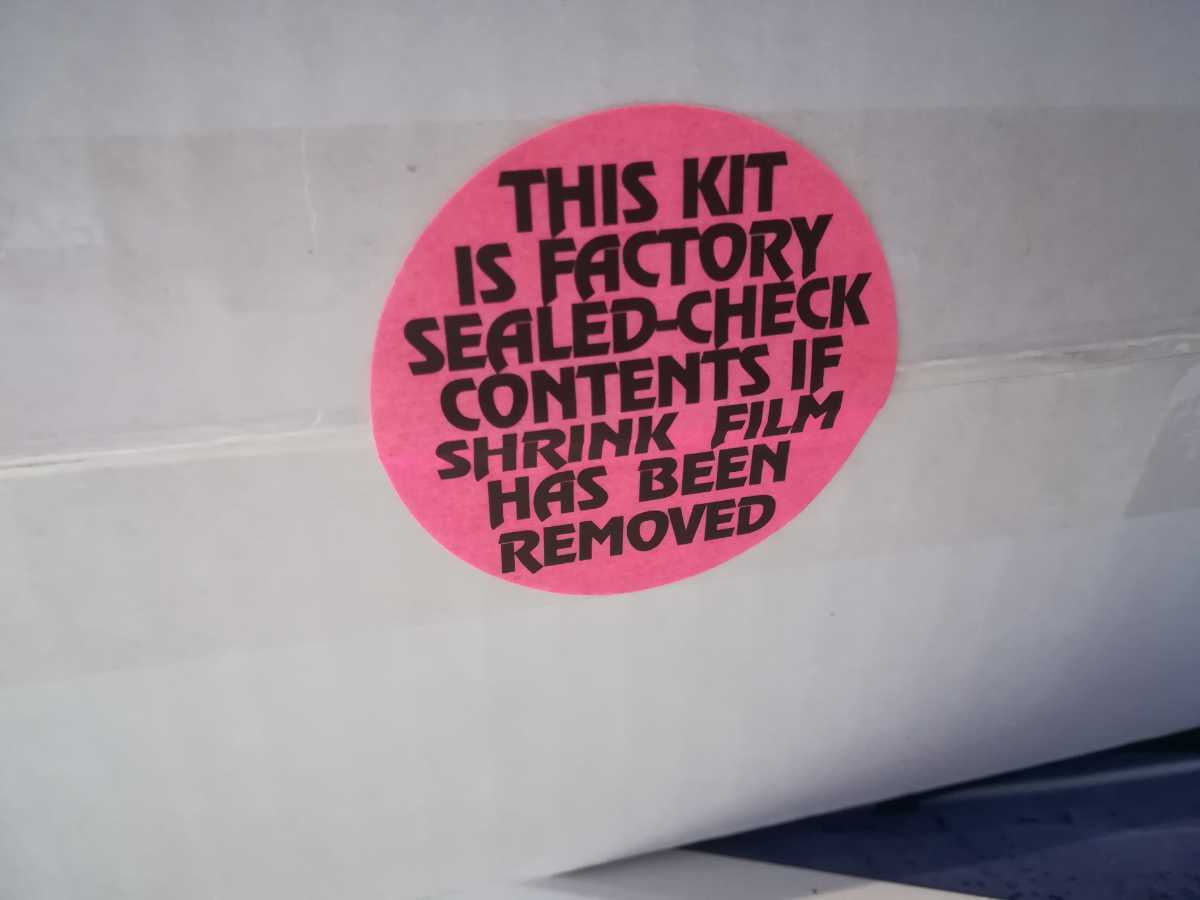 THIS KIT
IS FACTORY
SEALED-CHECK
CONTENTS IF
SHRINK FILM
HAS BEEN
REMOVED